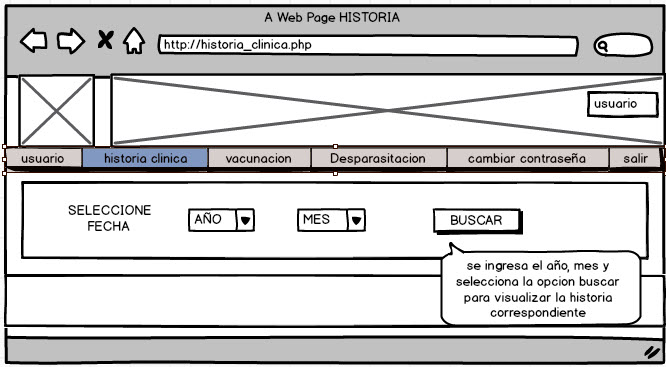 A Web Page HISTORIA
http://historia_clinica.php
usuario
usuario historia clinica vacunacion Desparasitacion cambiar contraseña salir
SELECCIONE
FECHA
AÑO MES BUSCAR
se ingresa el año, mes y
selecciona la opcion buscar
para visualizar la historia
correspondiente